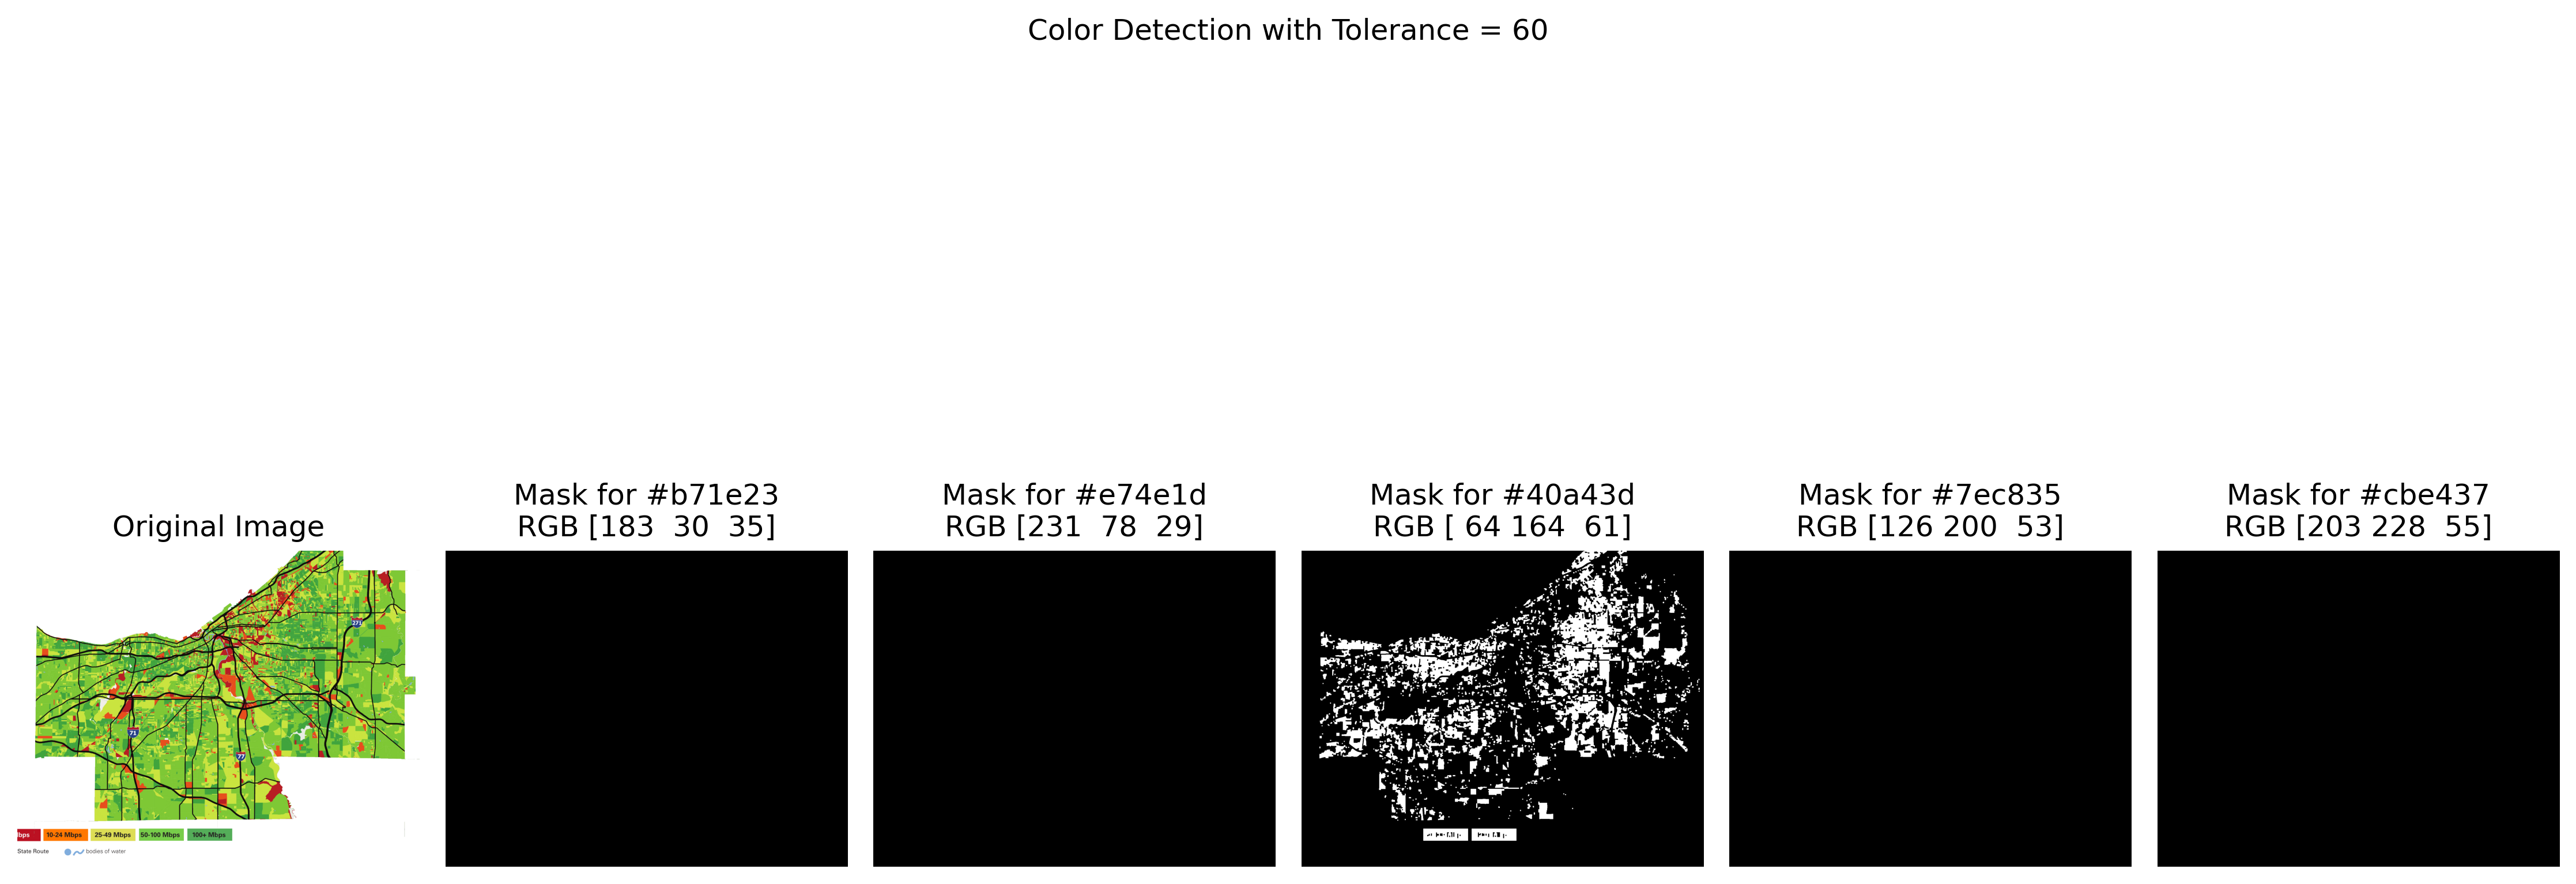 Color Detection with Tolerance = 60
Original Image
271
71
77
bps
10-24 Mbps
25-49 Mbps
50-100 Mbps
100+ Mbps
State Route
bodies of water
Mask for #b71e23
RGB [183  30  35]
Mask for #e74e1d
RGB [231  78  29]
Mask for #40a43d
RGB [ 64 164  61]
Mask for #7ec835
RGB [126 200  53]
Mask for #cbe437
RGB [203 228  55]